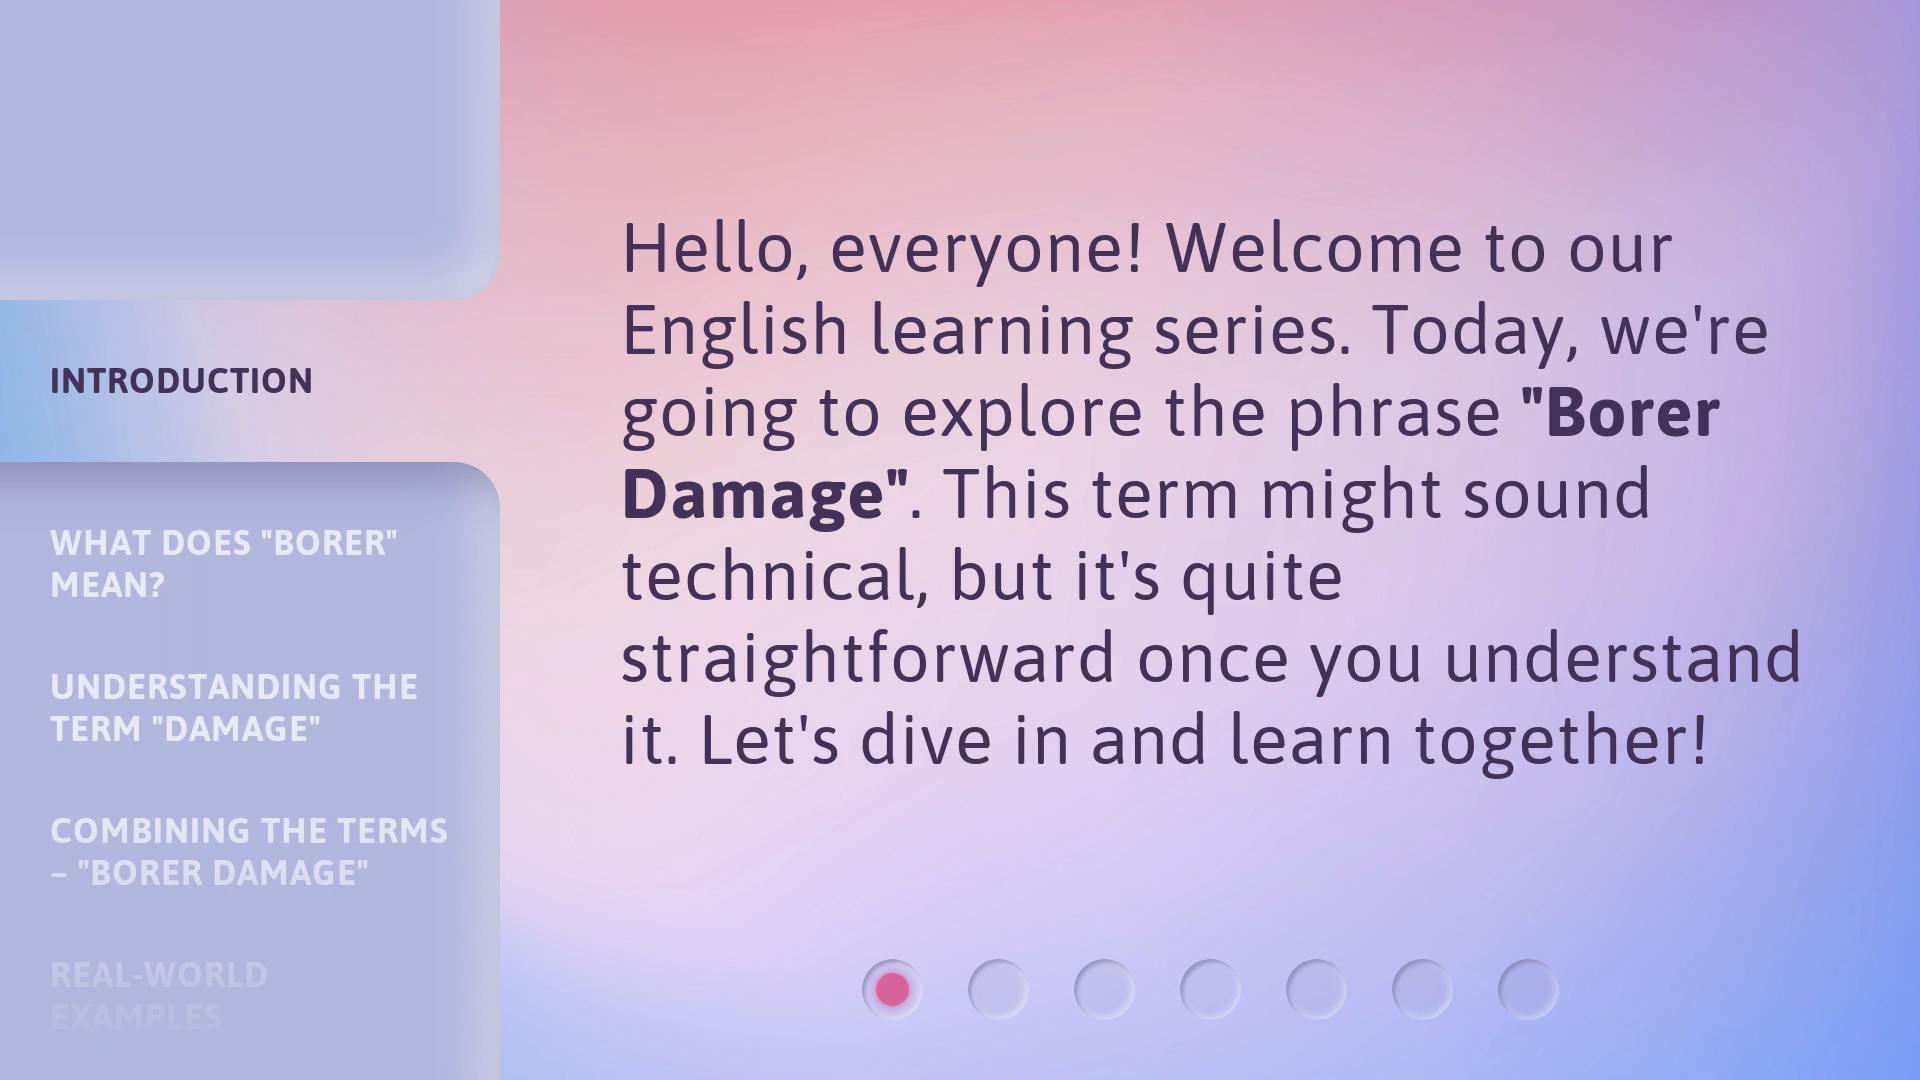 INTRODUCTION
WHAT DOES "BORER"
MEAN?
UNDERSTANDING THE
TERM "DAMAGE"
COMBINING THE TERMS
– "BORER DAMAGE"
REAL-WORLD
EXAMPLES
Hello, everyone! Welcome to our
English learning series. Today, we're
going to explore the phrase "Borer
Damage". This term might sound
technical, but it's quite
straightforward once you understand
it. Let's dive in and learn together!